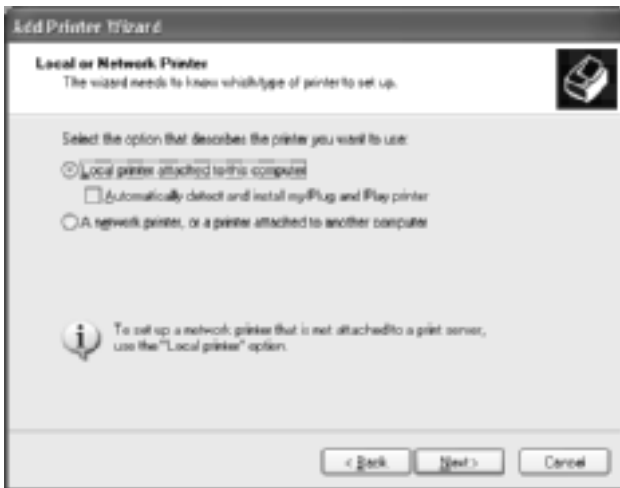 Add Printer Wizard
Local or Network Printer
The wizard needs to know which type of printer to set up.
Select the option that describes the printer you want to use:
Local printer attached to this computer
Automatically detect and install my Plug and Play printer
A network printer, or a printer attached to another computer
To set up a network printer that is not attached to a print server,
use the "Local printer" option.
< Back Next > Cancel